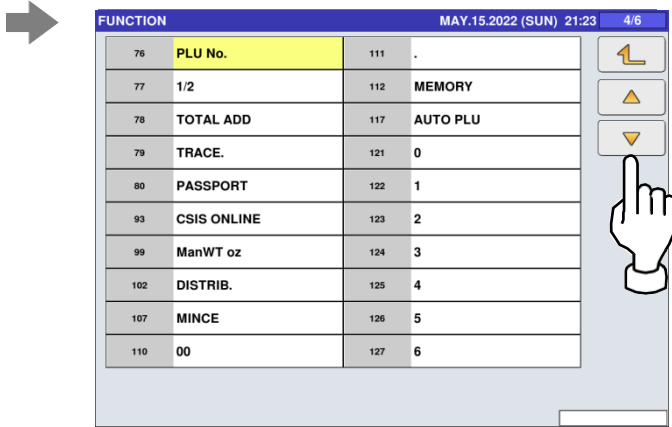 FUNCTION MAY.15.2022 (SUN) 21:23 4/6
76 PLU No. 111 .
77 1/2 112 MEMORY
78 TOTAL ADD 117 AUTO PLU
79 TRACE. 121 0
80 PASSPORT 122 1
93 CSIS ONLINE 123 2
99 ManWT oz 124 3
102 DISTRIB. 125 4
107 MINCE 126 5
110 00 127 6